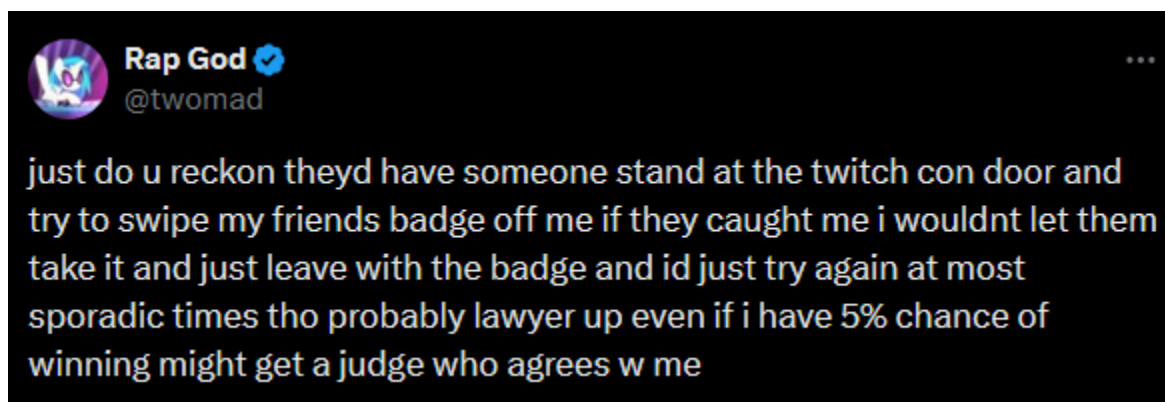 Rap God
@twomad
just do u reckon theyd have someone stand at the twitch con door and
try to swipe my friends badge off me if they caught me i wouldnt let them
take it and just leave with the badge and id just try again at most
sporadic times tho probably lawyer up even if i have 5% chance of
winning might get a judge who agrees w me